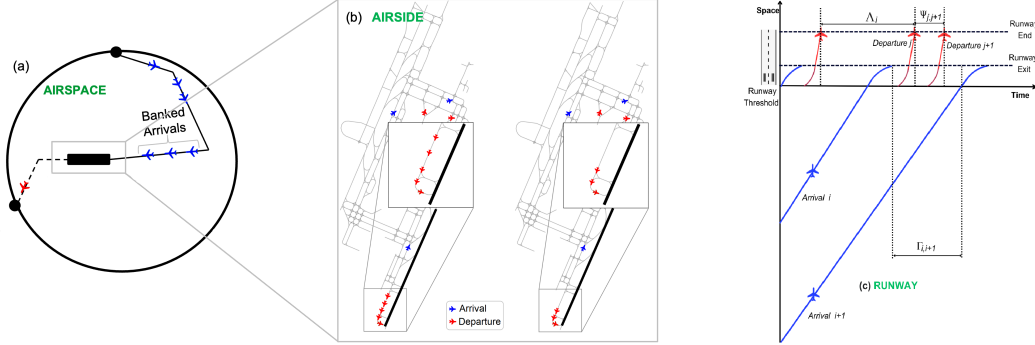 (a)
AIRSPACE
Banked
Arrivals
(b) AIRSIDE
Arrival
Departure
Space
Λj
Ψj,j+1
Runway
End
Departure j
Departure j+1
Runway
Exit
Time
Runway
Threshold
Arrival i
Γi,i+1
(c) RUNWAY
Arrival i+1